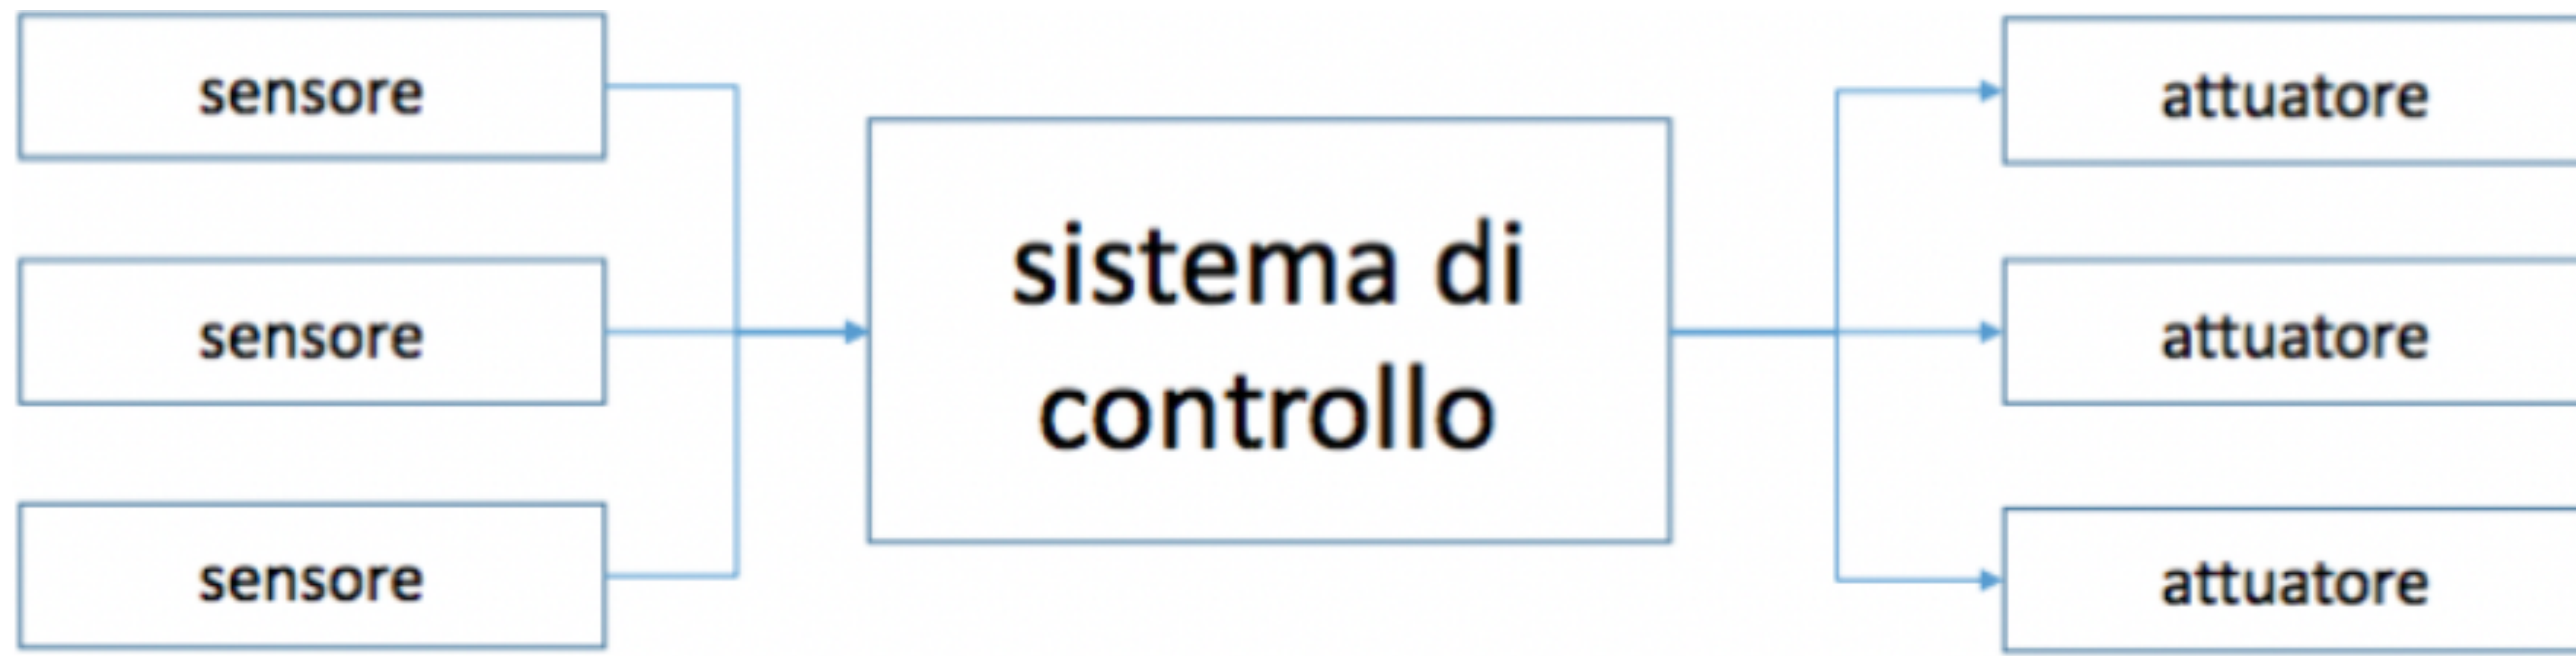 sensore
sensore
sensore
sistema di
controllo
attuatore
attuatore
attuatore